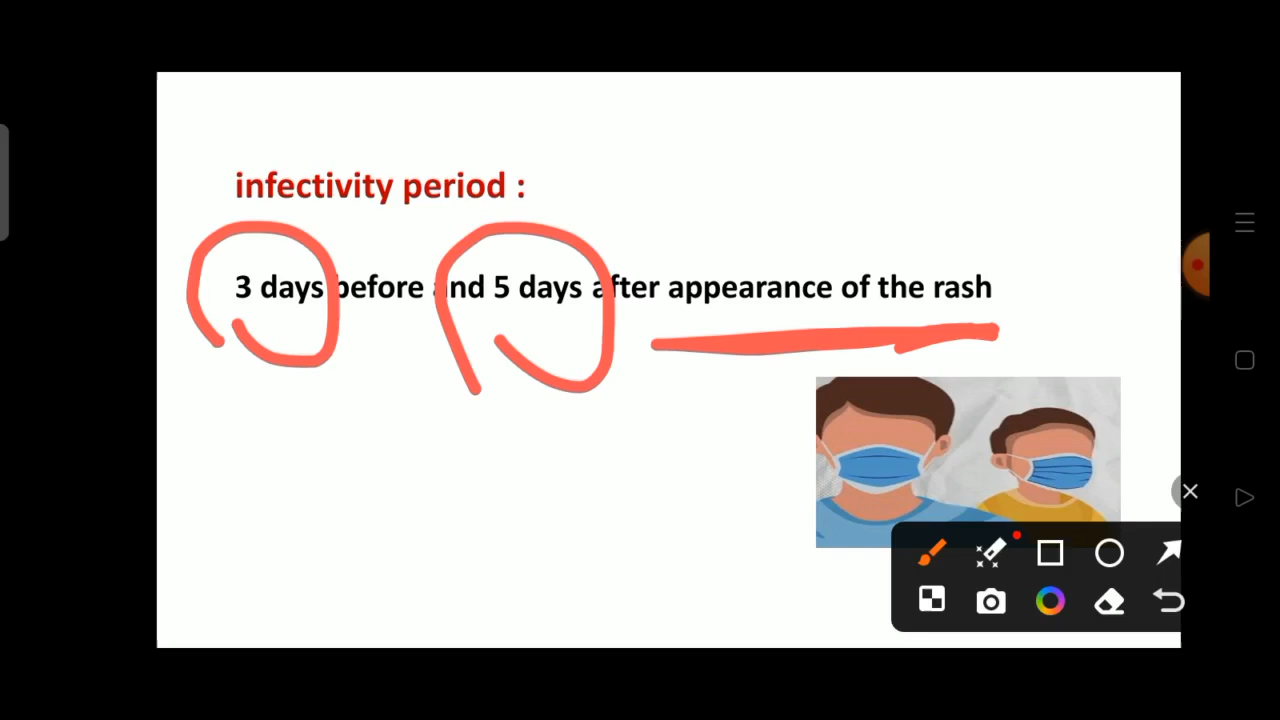 infectivity period :
3 days before and 5 days after appearance of the rash